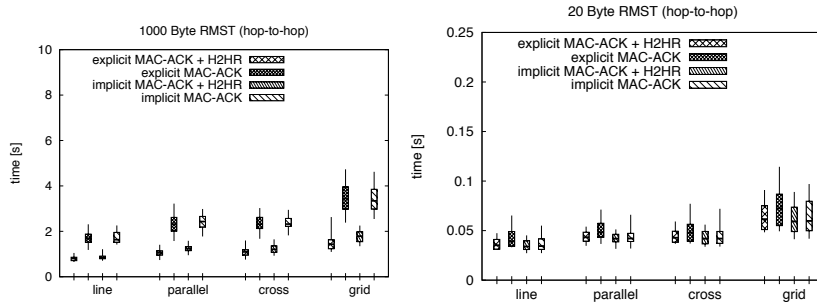 1000 Byte RMST (hop-to-hop)
10
8
6
4
2
0
time [s]
explicit MAC-ACK + H2HR
explicit MAC-ACK
implicit MAC-ACK + H2HR
implicit MAC-ACK
line parallel cross grid
20 Byte RMST (hop-to-hop)
0.25
0.2
0.15
0.1
0.05
0
time [s]
explicit MAC-ACK + H2HR
explicit MAC-ACK
implicit MAC-ACK + H2HR
implicit MAC-ACK
line parallel cross grid